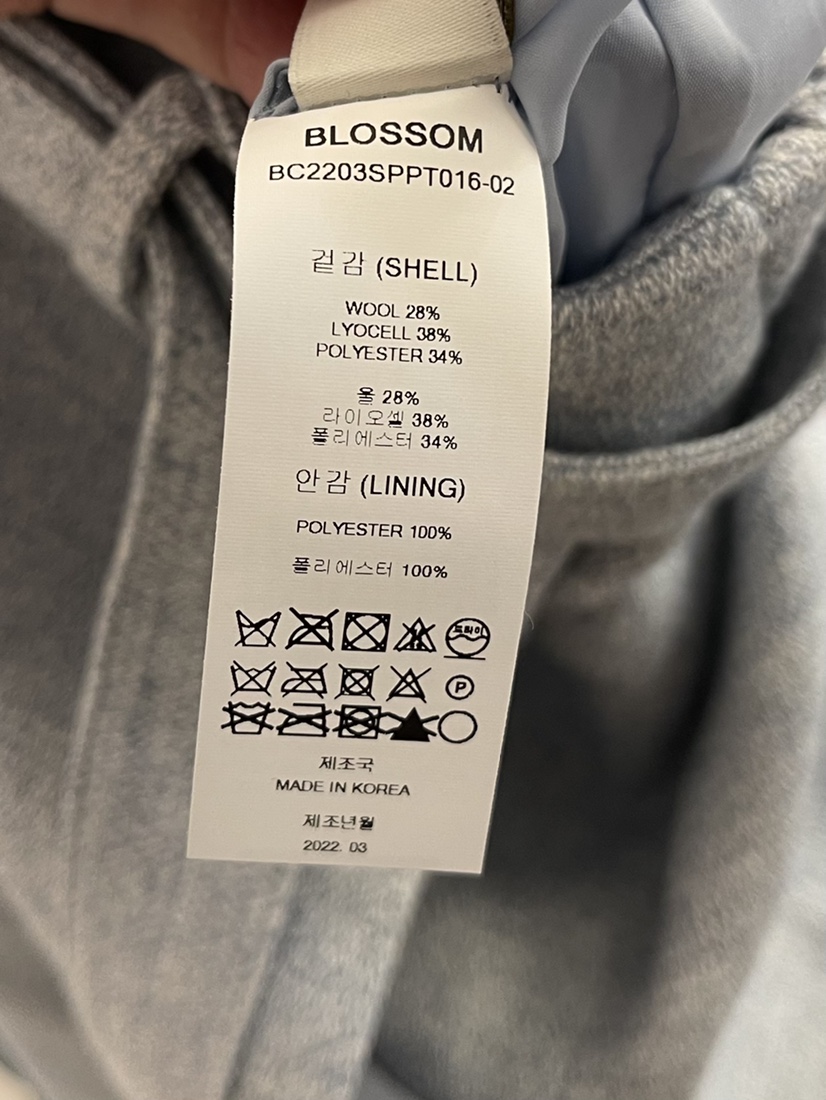 BLOSSOM
BC2203SPPT016-02
겉감 (SHELL)
WOOL 28%
LYOCELL 38%
POLYESTER 34%
울 28%
라이오셀 38%
폴리에스터 34%
안감 (LINING)
POLYESTER 100%
폴리에스터 100%
드라이
P
제조국
MADE IN KOREA
제조년월
2022. 03